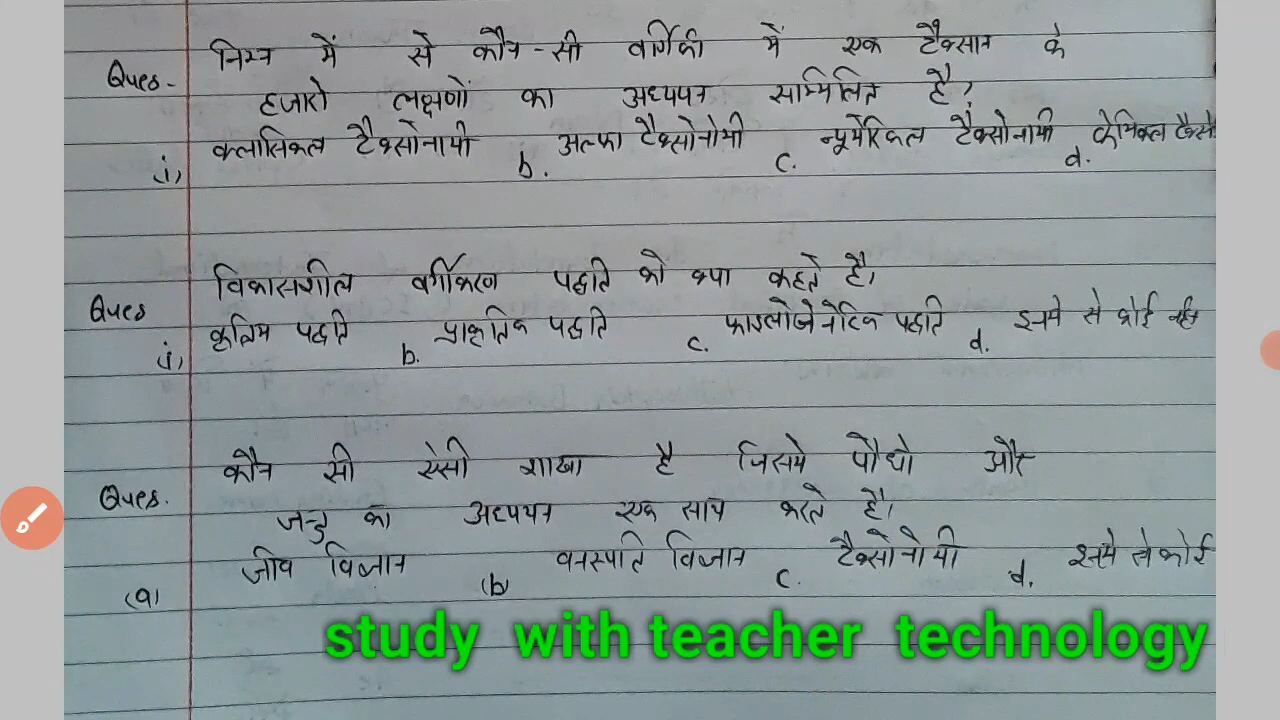 Ques- निम्न में से कौन-सी वर्गिकी में एक टैक्सान के
हजारो लक्षणों का अध्ययन सम्मिलित है?
i) क्लासिकल टैक्सोनामी b. अल्फा टैक्सोनोमी c. न्यूमेरिकल टैक्सोनामी d. केमिकल टैक्सो
Ques विकासशील वर्गीकरण पद्धति को क्या कहते है।
i) कृत्रिम पद्धति b. प्राकृतिक पद्धति c. फाइलोजेनेटिक पद्धति d. इनमे से कोई नही
Ques. कौन सी ऐसी शाखा है जिसमे पौधो और
जन्तु का अध्ययन एक साथ करते है।
(a) जीव विज्ञान (b) वनस्पति विज्ञान c. टैक्सोनोमी d. इनमे से कोई
study with teacher technology